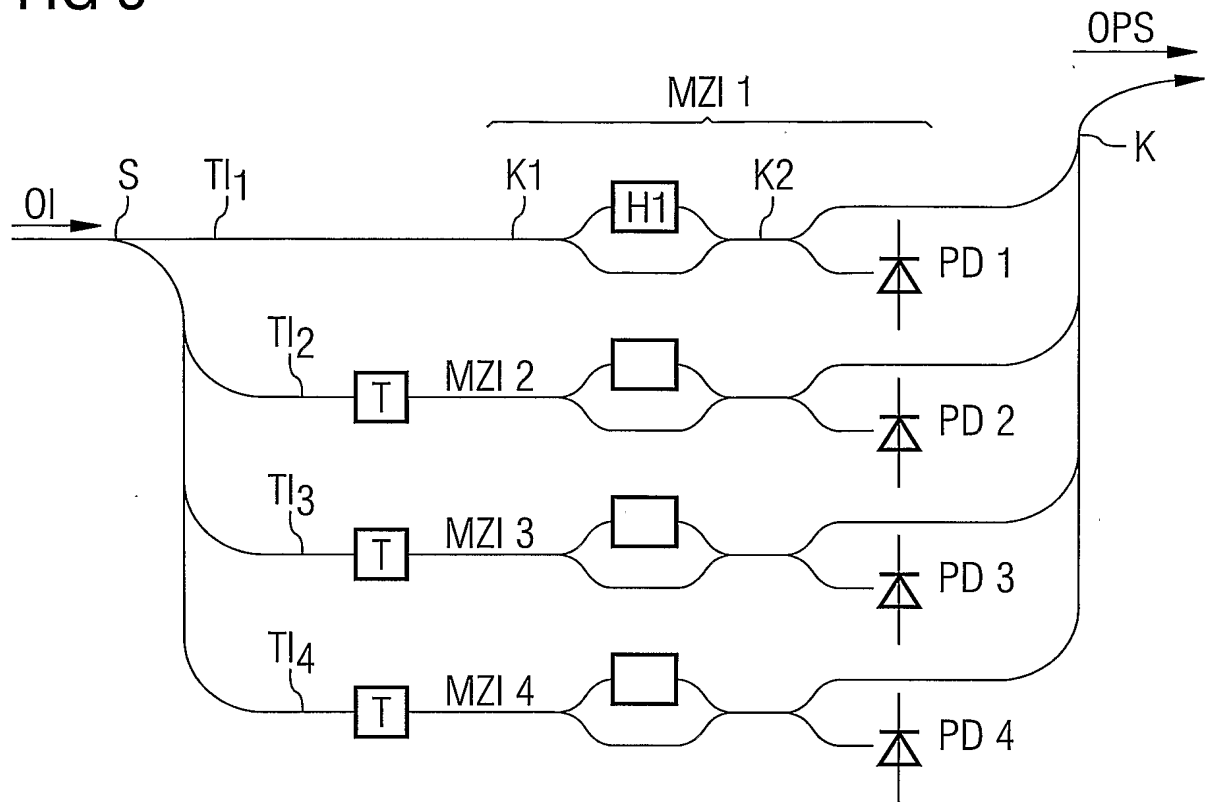 OPS
MZI 1
K
OI
S
TI1
K1
H1
K2
PD 1
TI2
T
MZI 2
PD 2
TI3
T
MZI 3
PD 3
TI4
T
MZI 4
PD 4